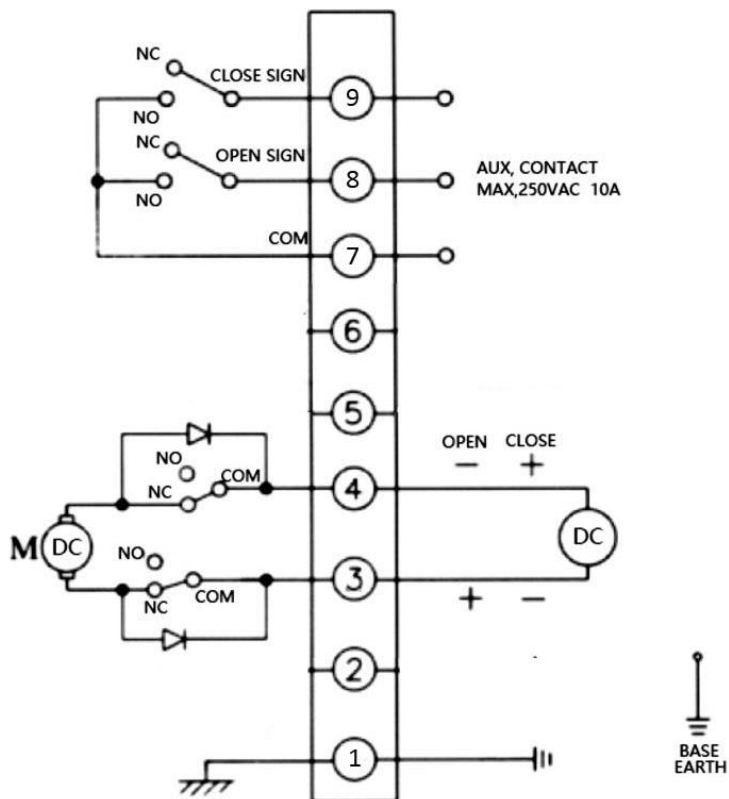 NC
CLOSE SIGN
9
NO
NC
OPEN SIGN
8
NO
AUX, CONTACT
MAX,250VAC 10A
COM
7
6
5
OPEN CLOSE
NO
COM
− +
NC
4
M DC
DC
NO
NC
COM
3
+ −
2
1
BASE
EARTH